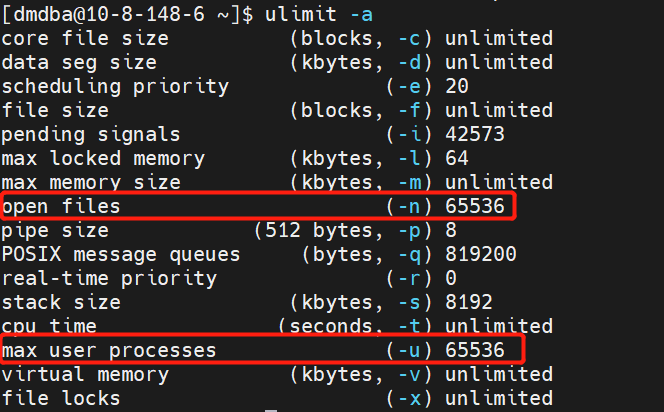 [dmdba@10-8-148-6 ~]$ ulimit -a
core file size          (blocks, -c) unlimited
data seg size           (kbytes, -d) unlimited
scheduling priority             (-e) 20
file size               (blocks, -f) unlimited
pending signals                 (-i) 42573
max locked memory       (kbytes, -l) 64
max memory size         (kbytes, -m) unlimited
open files                      (-n) 65536
pipe size            (512 bytes, -p) 8
POSIX message queues     (bytes, -q) 819200
real-time priority              (-r) 0
stack size              (kbytes, -s) 8192
cpu time               (seconds, -t) unlimited
max user processes              (-u) 65536
virtual memory          (kbytes, -v) unlimited
file locks                      (-x) unlimited